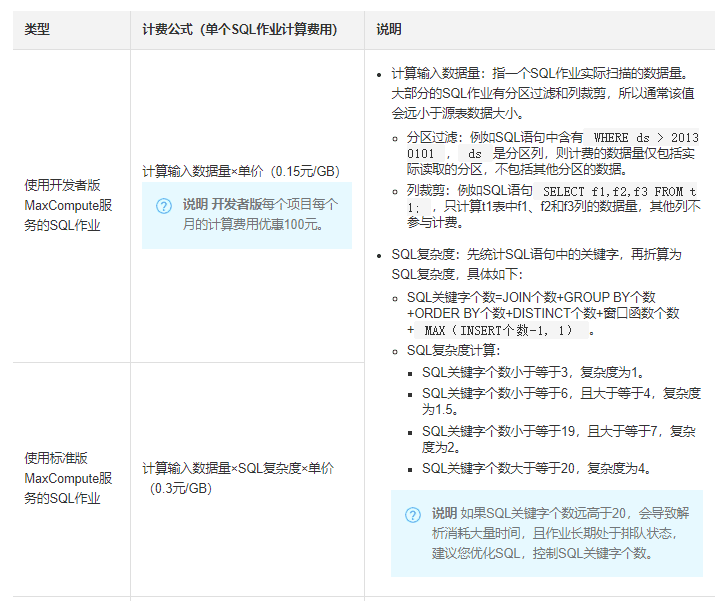 类型
计费公式（单个SQL作业计算费用）
说明
使用开发者版
MaxCompute服
务的SQL作业
计算输入数据量×单价（0.15元/GB）
说明 开发者版每个项目每个
月的计算费用优惠100元。
计算输入数据量：指一个SQL作业实际扫描的数据量。
大部分的SQL作业有分区过滤和列裁剪，所以通常该值
会远小于源表数据大小。
分区过滤：例如SQL语句中含有 WHERE ds > 2013
0101 ，ds 是分区列，则计费的数据量仅包括实
际读取的分区，不包括其他分区的数据。
列裁剪：例如SQL语句 SELECT f1,f2,f3 FROM t
1; ，只计算t1表中f1、f2和f3列的数据量，其他列不
参与计费。
SQL复杂度：先统计SQL语句中的关键字，再折算为
SQL复杂度，具体如下：
SQL关键字个数=JOIN个数+GROUP BY个数
+ORDER BY个数+DISTINCT个数+窗口函数个数
+ MAX（INSERT个数-1, 1） 。
SQL复杂度计算：
SQL关键字个数小于等于3，复杂度为1。
SQL关键字个数小于等于6，且大于等于4，复杂度
为1.5。
SQL关键字个数小于等于19，且大于等于7，复杂
度为2。
SQL关键字个数大于等于20，复杂度为4。
说明 如果SQL关键字个数远高于20，会导致解
析消耗大量时间，且作业长期处于排队状态，
建议您优化SQL，控制SQL关键字个数。
使用标准版
MaxCompute服
务的SQL作业
计算输入数据量×SQL复杂度×单价
（0.3元/GB）